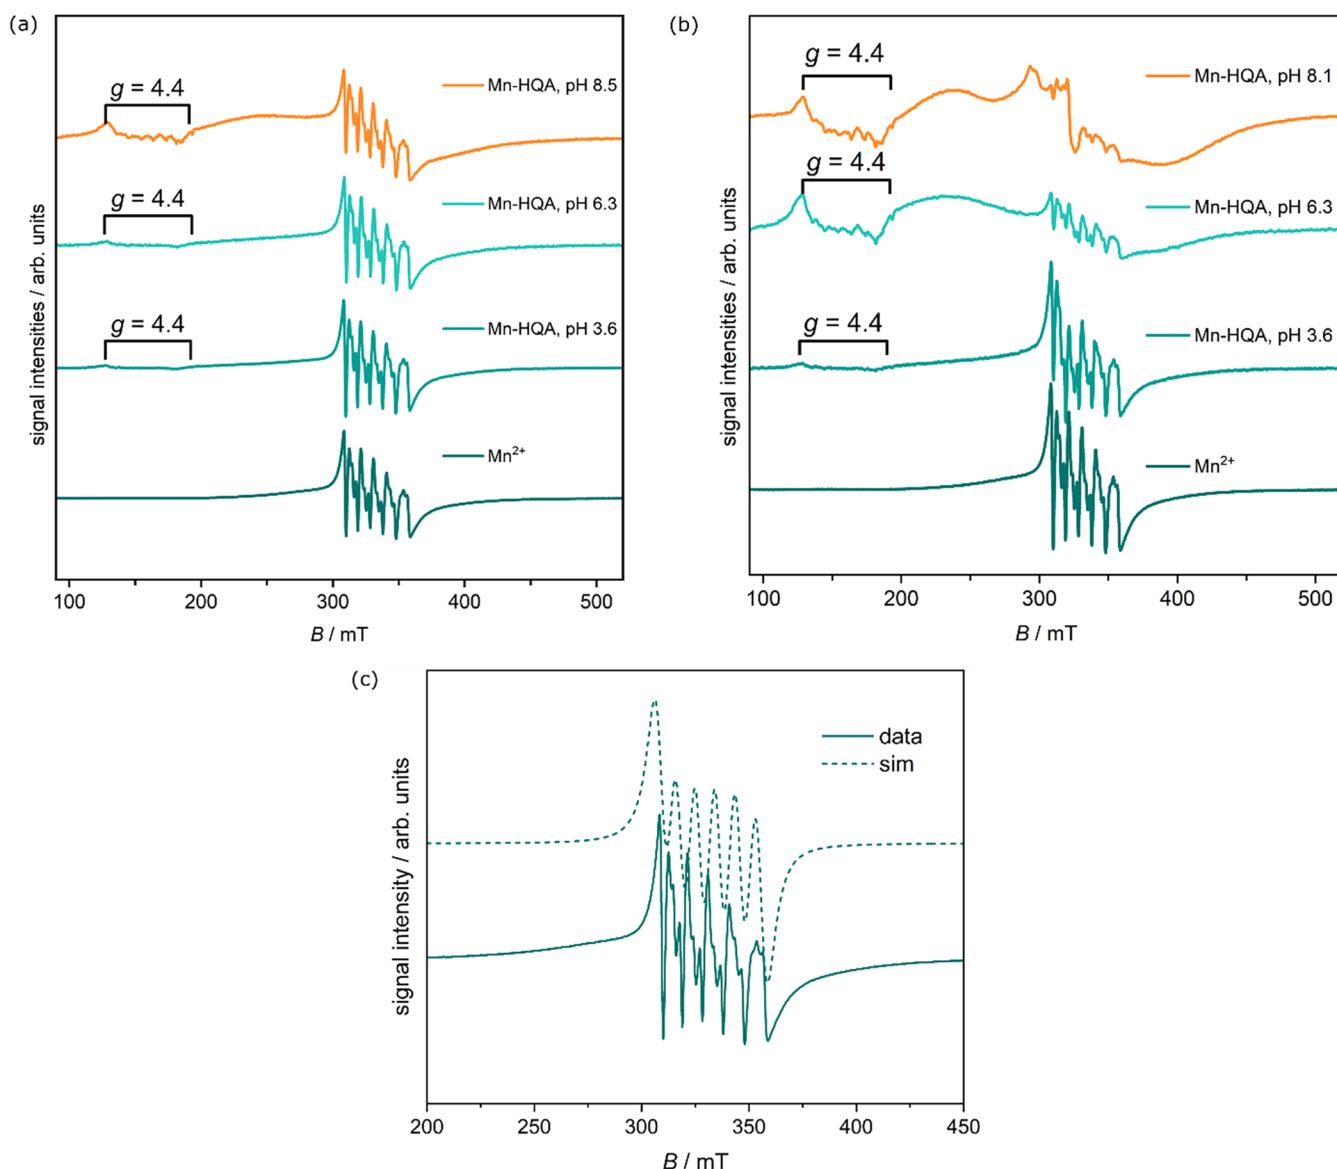 (a)
g = 4.4
Mn-HQA, pH 8.5
g = 4.4
Mn-HQA, pH 6.3
g = 4.4
Mn-HQA, pH 3.6
Mn²⁺
signal intensities / arb. units
100 200 300 400 500
B / mT
(b)
g = 4.4
Mn-HQA, pH 8.1
g = 4.4
Mn-HQA, pH 6.3
g = 4.4
Mn-HQA, pH 3.6
Mn²⁺
signal intensities / arb. units
100 200 300 400 500
B / mT
(c)
data
sim
signal intensity / arb. units
200 250 300 350 400 450
B / mT